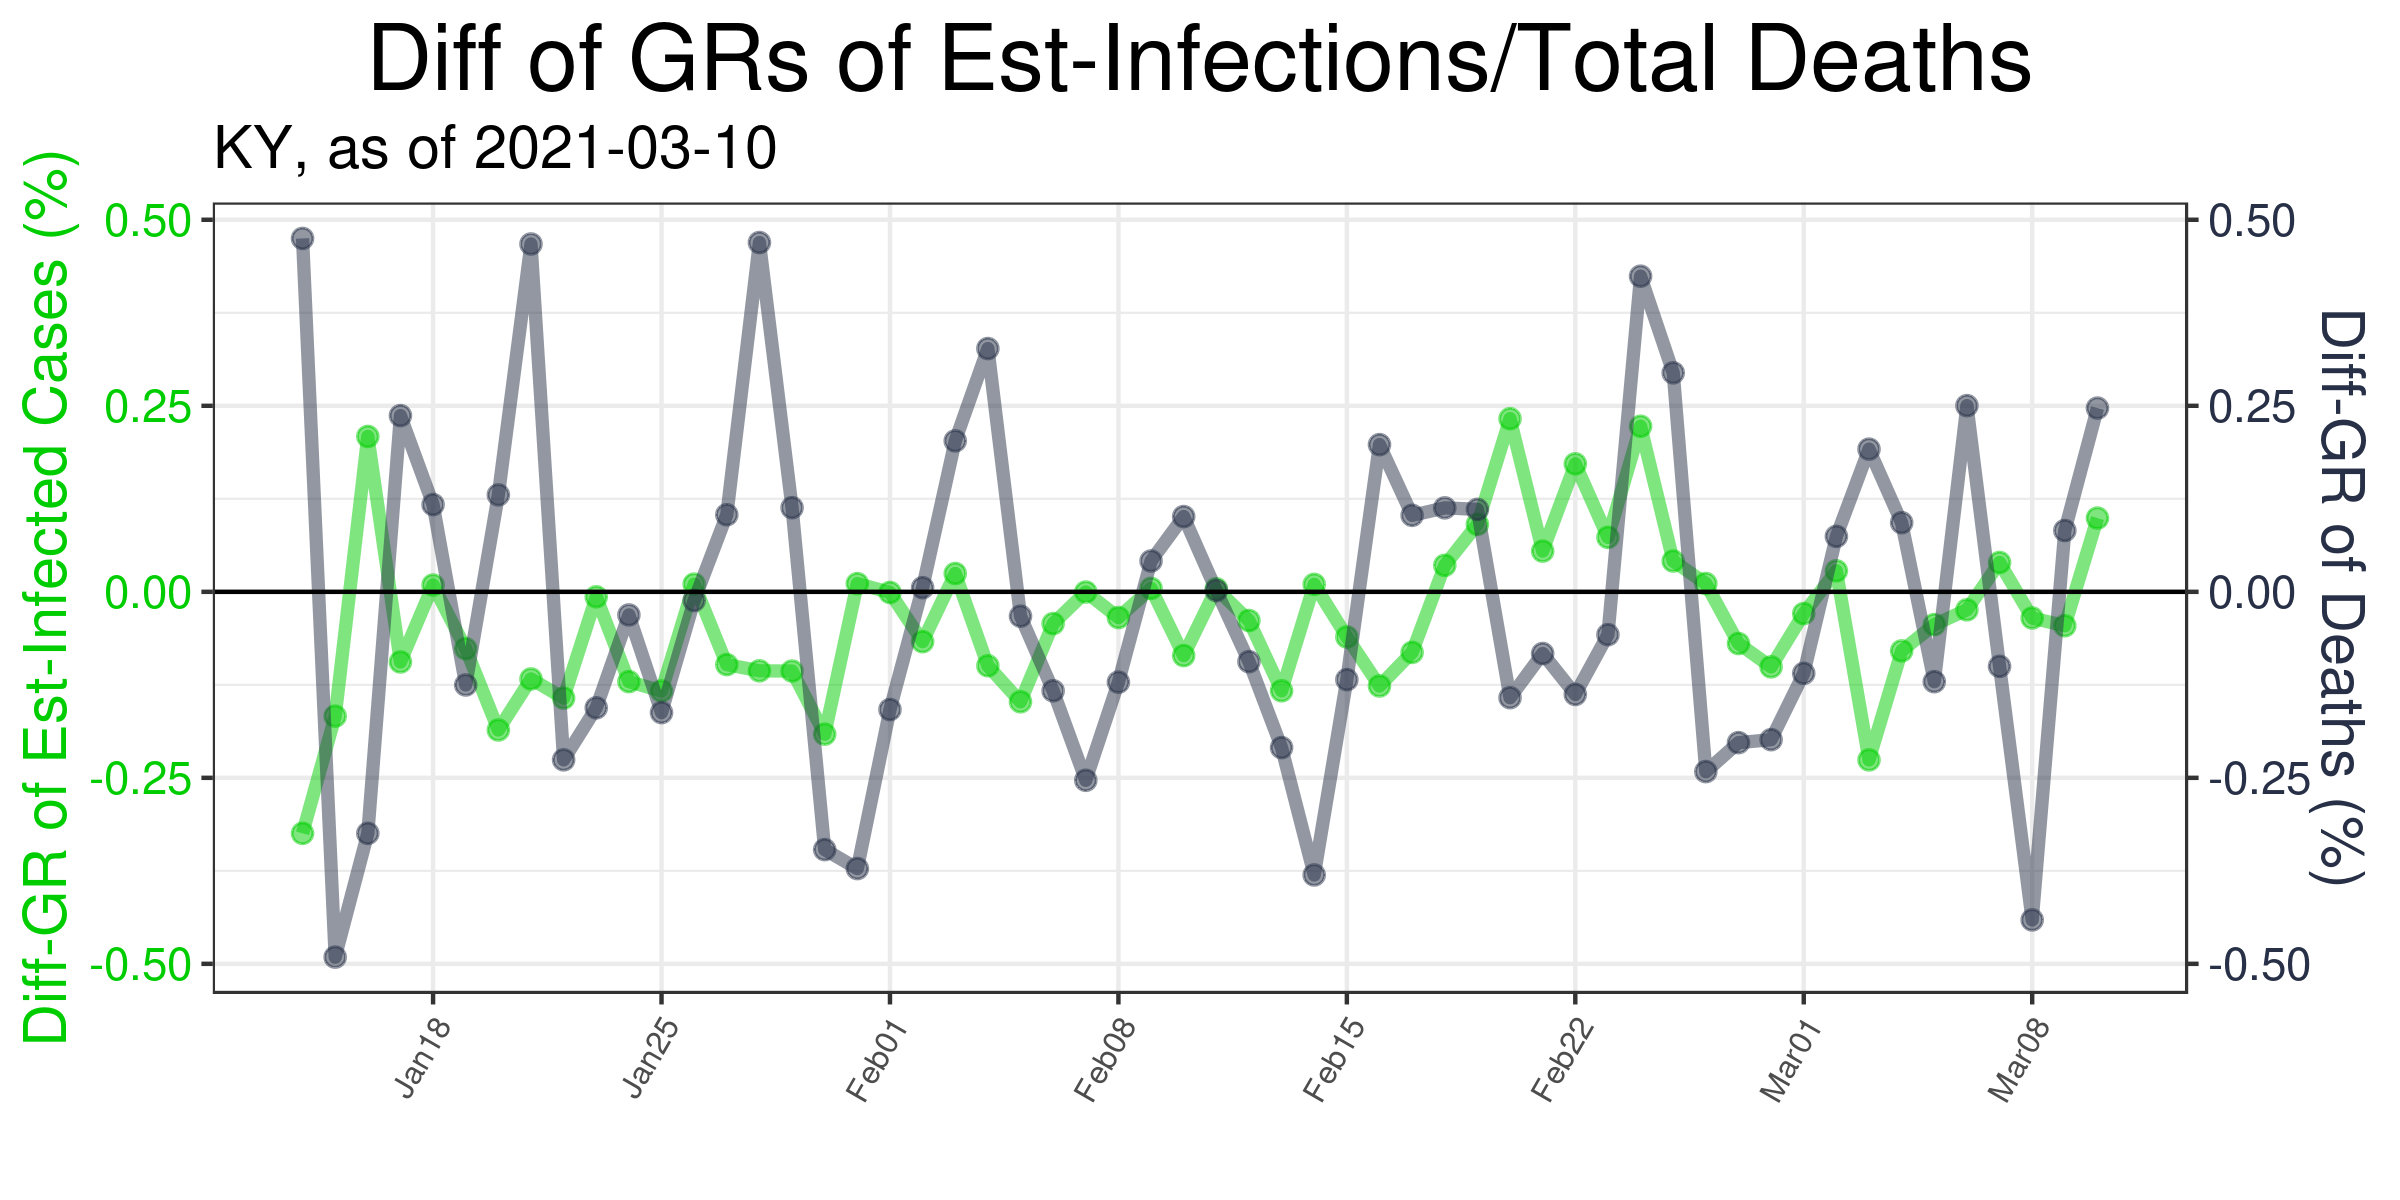 Diff of GRs of Est-Infections/Total Deaths
KY, as of 2021-03-10
Diff-GR of Est-Infected Cases (%)
0.50
0.25
0.00
-0.25
-0.50
0.50
0.25
0.00
-0.25
-0.50
Diff-GR of Deaths (%)
Jan18
Jan25
Feb01
Feb08
Feb15
Feb22
Mar01
Mar08